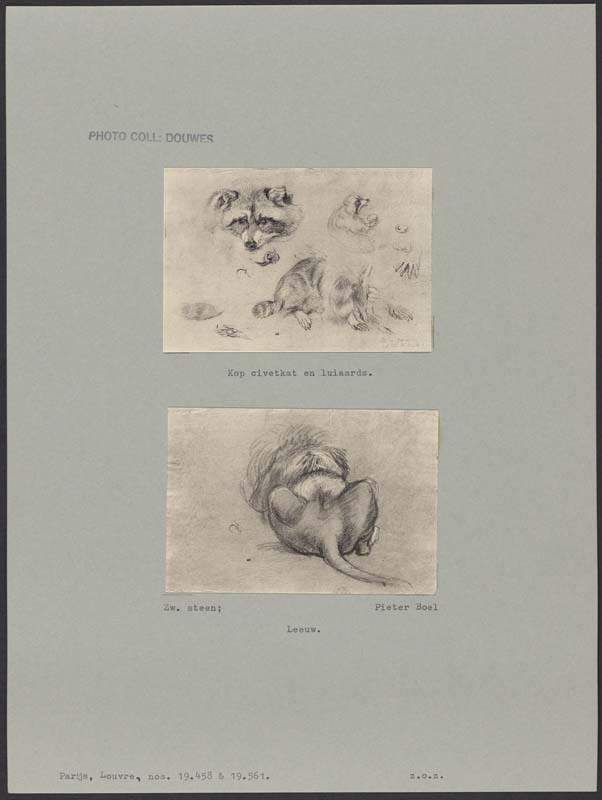 PHOTO COLL: DOUWES
Kop civetkat en luiaards.
Zw. steen; Pieter Boel
Leeuw.
Parijs, Louvre, nos. 19.458 & 19.561. z.o.z.